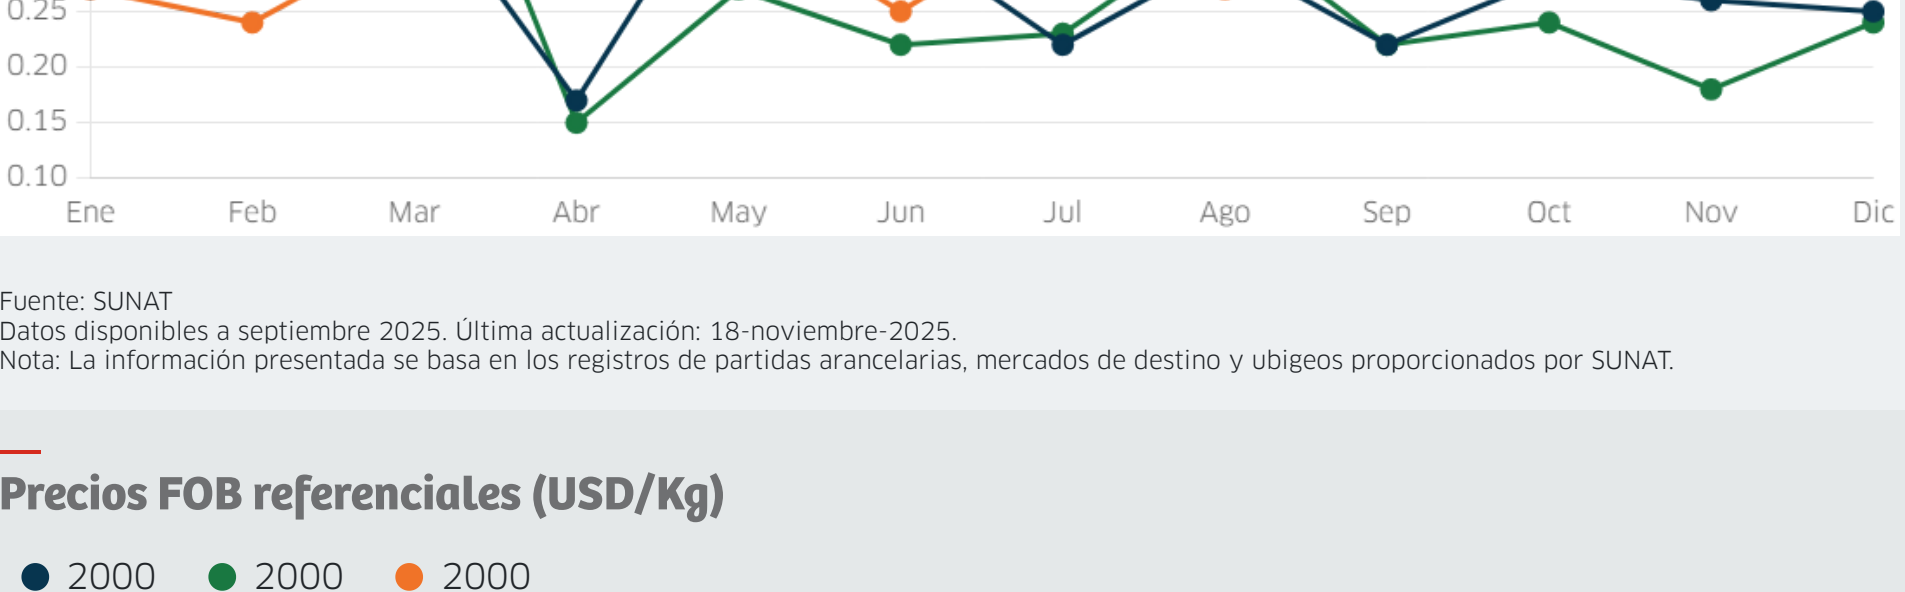 0.25
0.20
0.15
0.10
Ene Feb Mar Abr May Jun Jul Ago Sep Oct Nov Dic
Fuente: SUNAT
Datos disponibles a septiembre 2025. Última actualización: 18-noviembre-2025.
Nota: La información presentada se basa en los registros de partidas arancelarias, mercados de destino y ubigeos proporcionados por SUNAT.
Precios FOB referenciales (USD/Kg)
2000 2000 2000